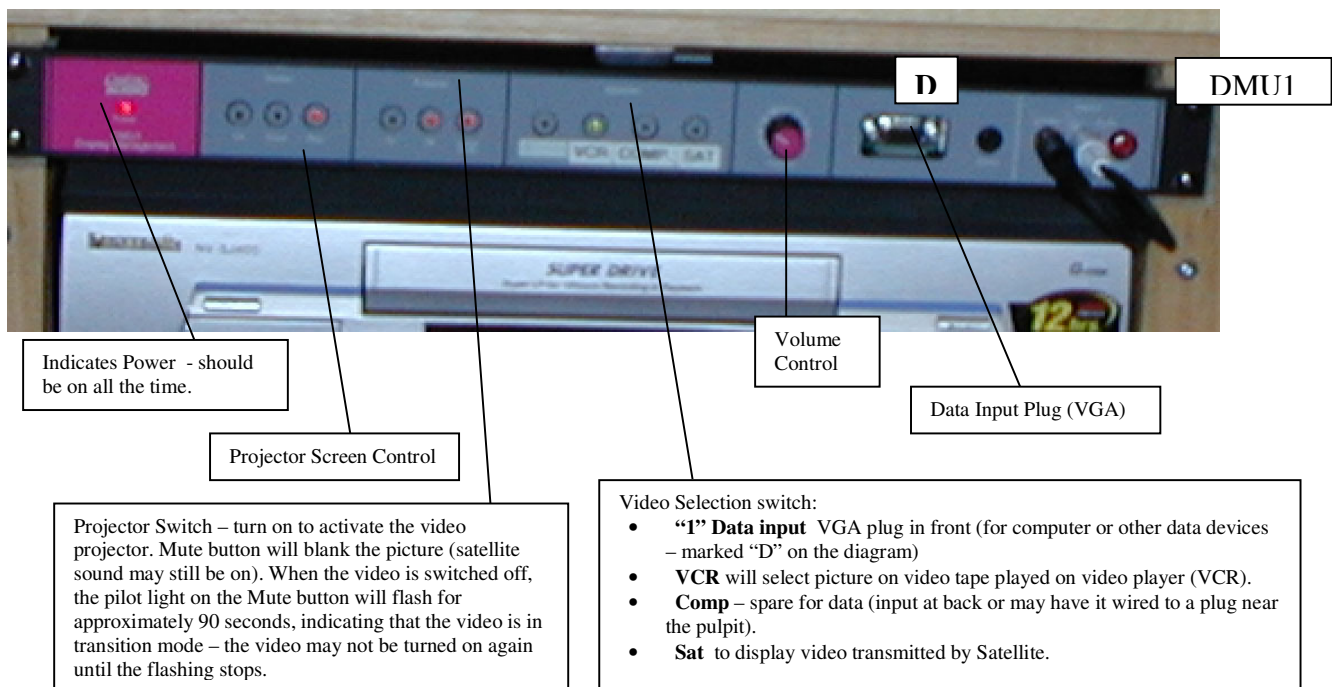 D
DMU1
VCR COMP. SAT
SUPER DRIVE
12hrs
Indicates Power - should
be on all the time.
Volume
Control
Data Input Plug (VGA)
Projector Screen Control
Projector Switch – turn on to activate the video
projector. Mute button will blank the picture (satellite
sound may still be on). When the video is switched off,
the pilot light on the Mute button will flash for
approximately 90 seconds, indicating that the video is in
transition mode – the video may not be turned on again
until the flashing stops.
Video Selection switch:
• “1” Data input VGA plug in front (for computer or other data devices
– marked “D” on the diagram)
• VCR will select picture on video tape played on video player (VCR).
• Comp – spare for data (input at back or may have it wired to a plug near
the pulpit).
• Sat to display video transmitted by Satellite.